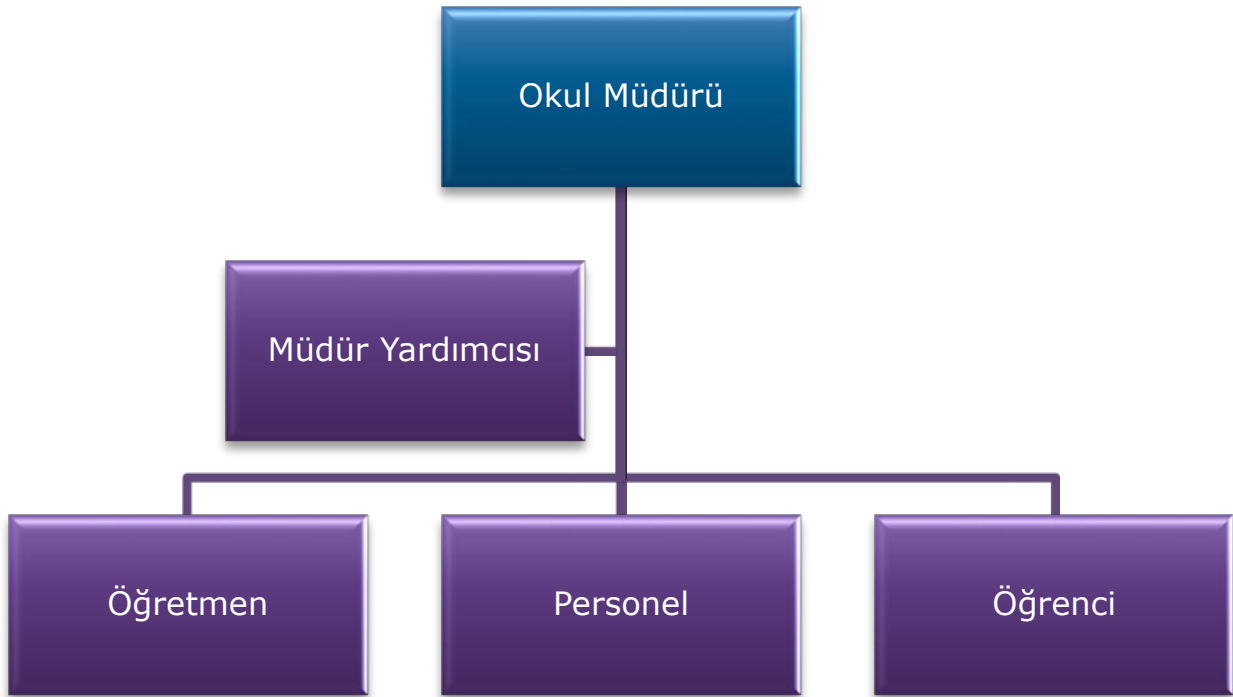 Okul Müdürü
Müdür Yardımcısı
Öğretmen
Personel
Öğrenci